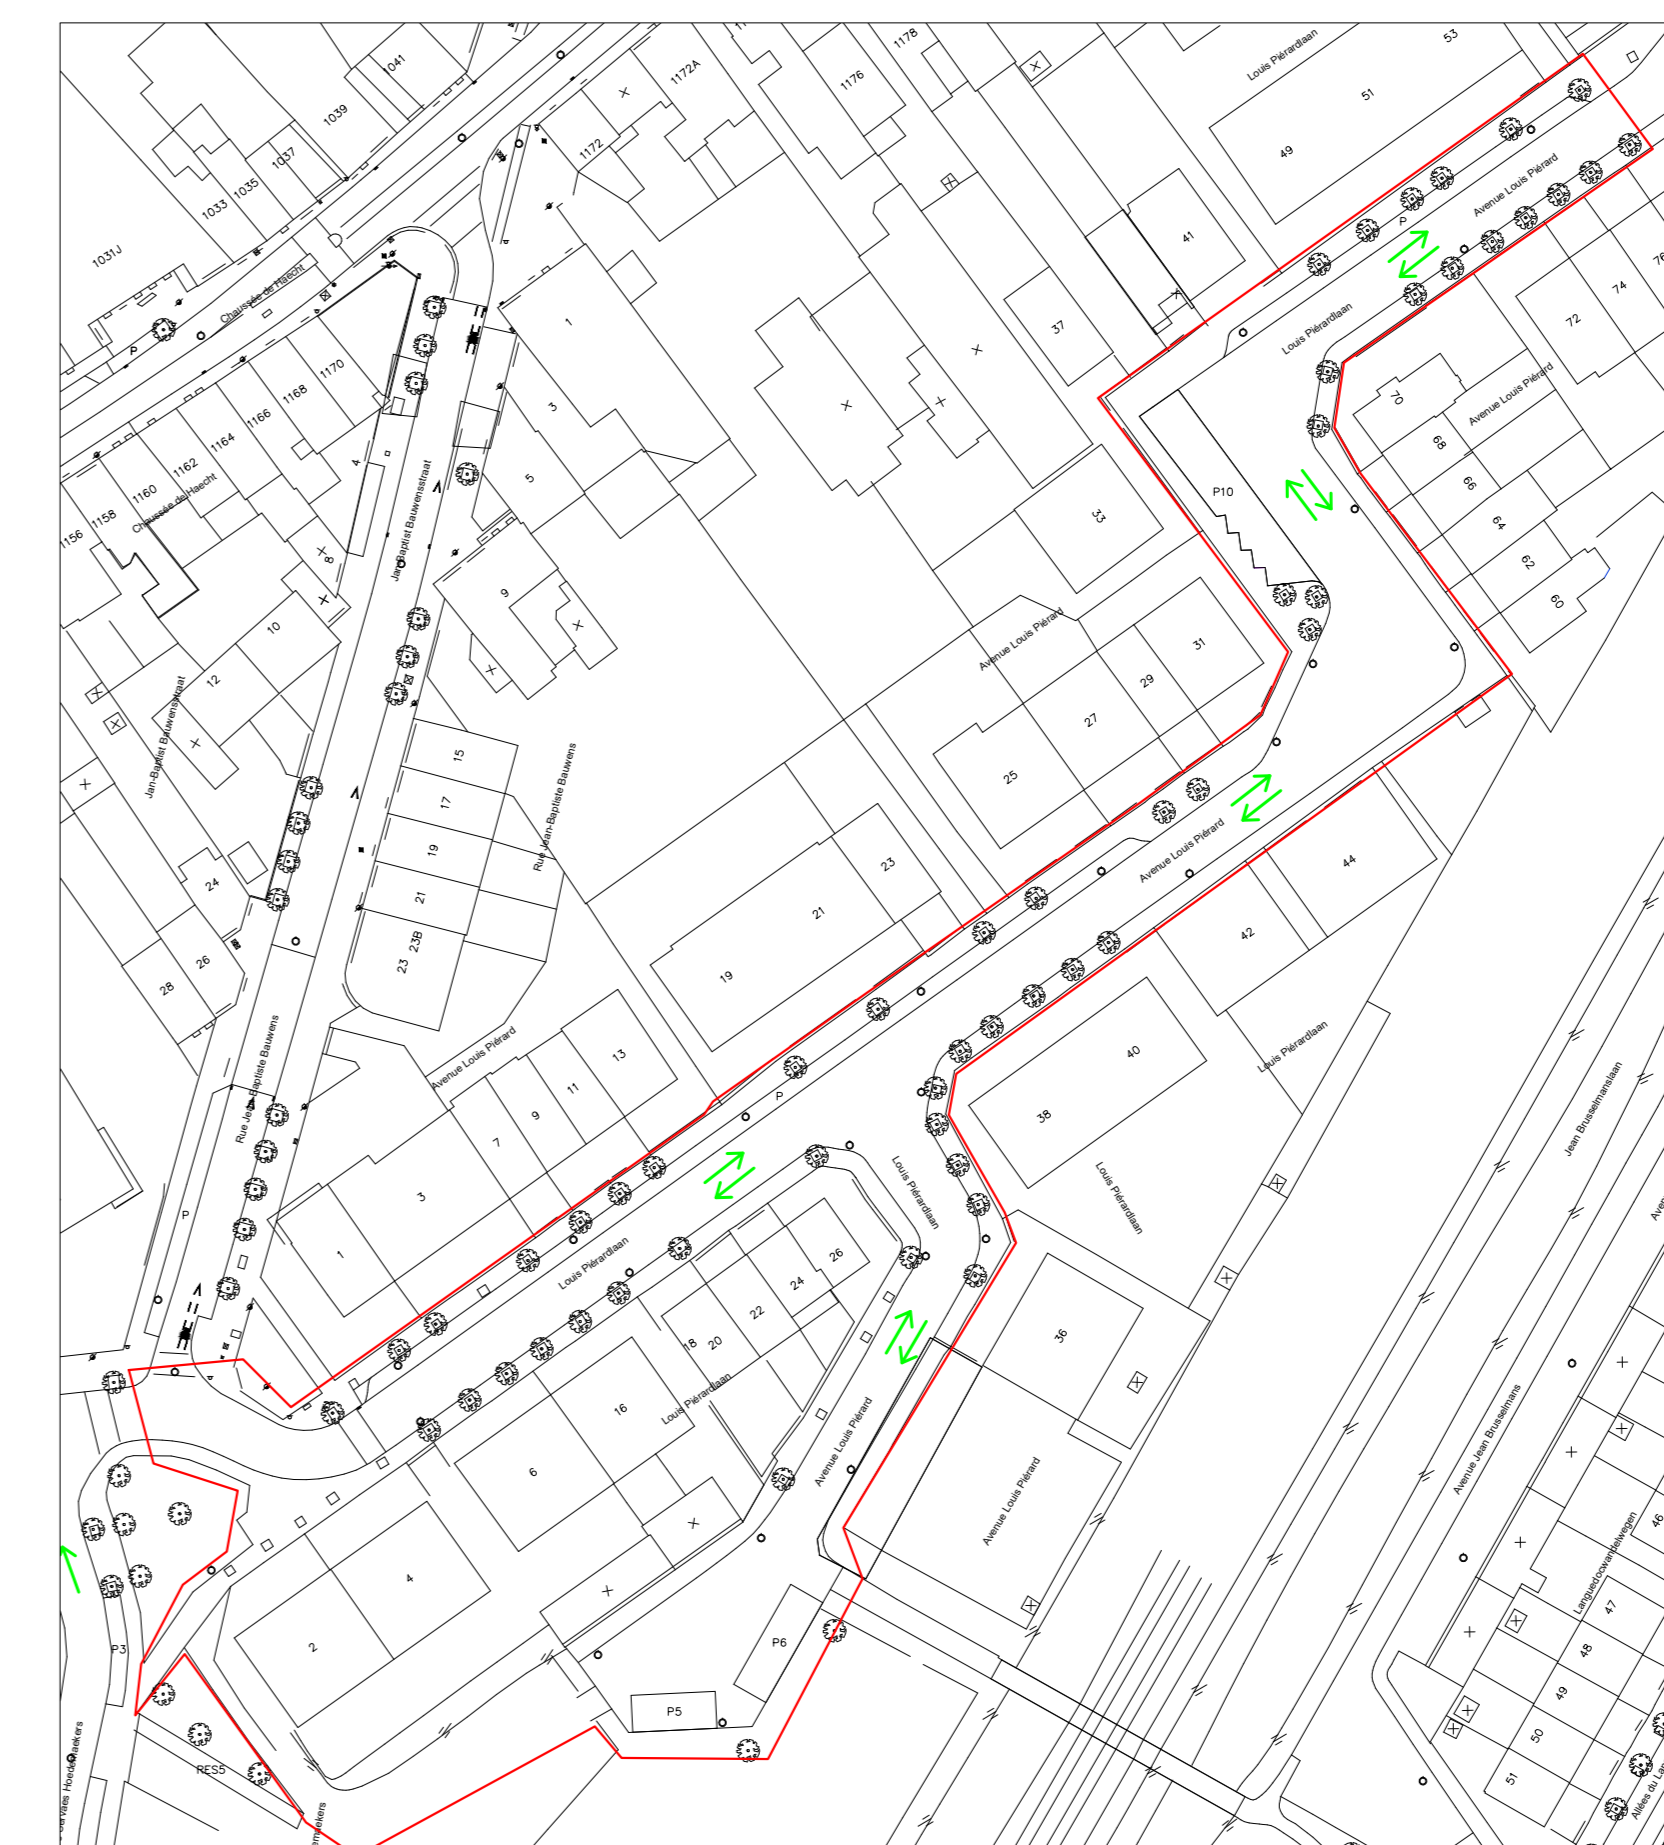 1041
1039
1037
1035
1033
1031J
1172A
1172
1176
1178
Louis Piérardlaan
53
51
49
Avenue Louis Piérard
P
41
37
Louis Piérardlaan
76
74
72
Avenue Louis Piérard
70
68
66
64
62
60
P10
Chaussée de Haecht
P
1170
1168
1166
1164
1162
1160
1158
1156
Chaussée de Haecht
1
3
5
4
8
9
10
12
Jan-Baptist Bauwensstraat
Jan-Baptist Bauwensstraat
33
31
29
27
25
Avenue Louis Piérard
15
17
19
21
23B
23
Rue Jean-Baptiste Bauwens
24
26
28
Rue Jean-Baptiste Bauwens
P
23
21
19
Avenue Louis Piérard
44
42
40
38
Louis Piérardlaan
Avenue Louis Piérard
13
11
9
7
3
1
P
Louis Piérardlaan
Louis Piérardlaan
Louis Piérardlaan
26
24
22
20
18
16
6
4
2
Louis Piérardlaan
Avenue Louis Piérard
36
Avenue Louis Piérard
P3
P5
P6
RES5
Jean Brusselmanslaan
Avenue Jean Brusselmans
Languedocwandelwegen
46
47
48
49
50
51